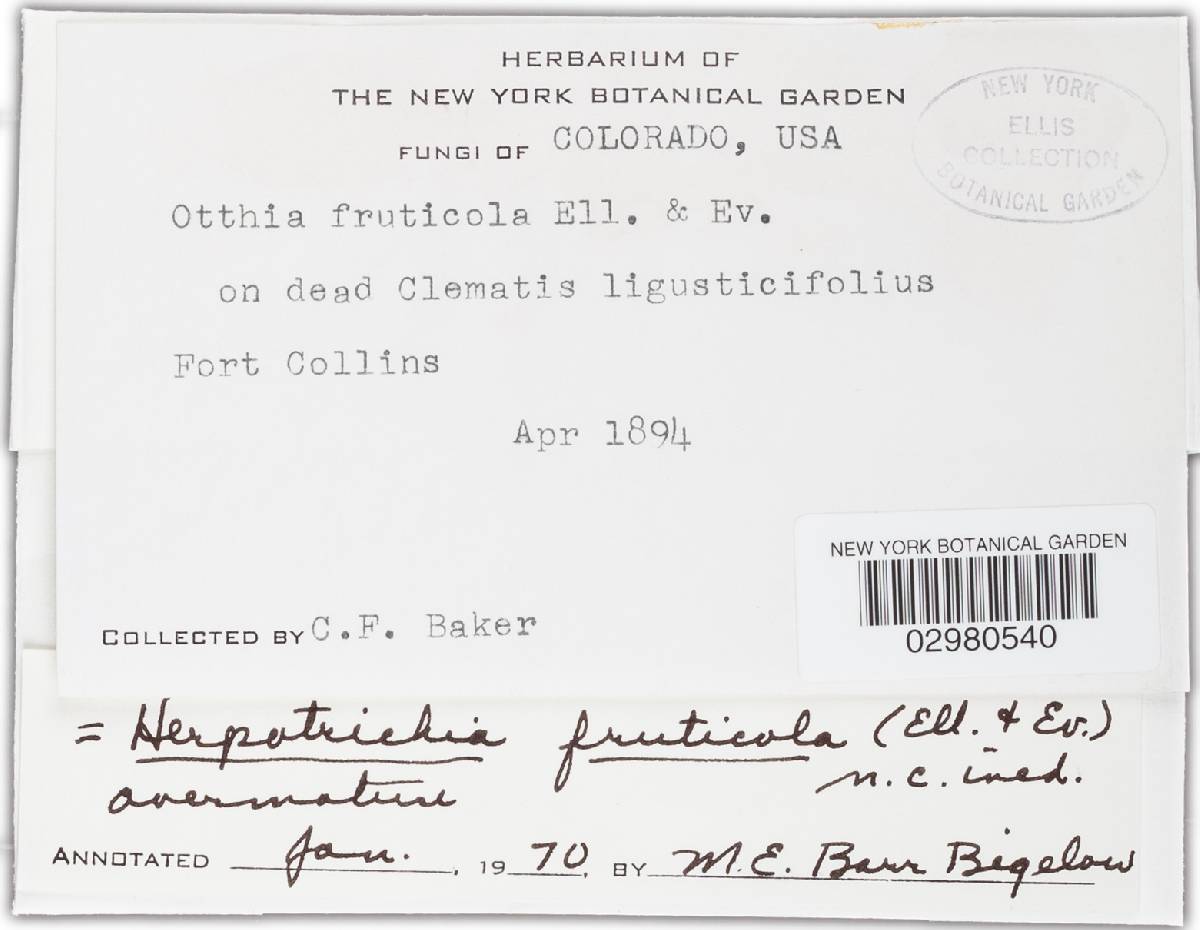 HERBARIUM OF
THE NEW YORK BOTANICAL GARDEN
FUNGI OF COLORADO, USA
NEW YORK
ELLIS
COLLECTION
BOTANICAL GARDEN
Otthia fruticola Ell. & Ev.
on dead Clematis ligusticifolius
Fort Collins
Apr 1894
NEW YORK BOTANICAL GARDEN
02980540
COLLECTED BY C.F. Baker
= Herpotrichia fruticola (Ell. & Ev.)
n.c. ined.
overmature
ANNOTATED Jan. , 19 70 . BY M.E. Barr Bigelow